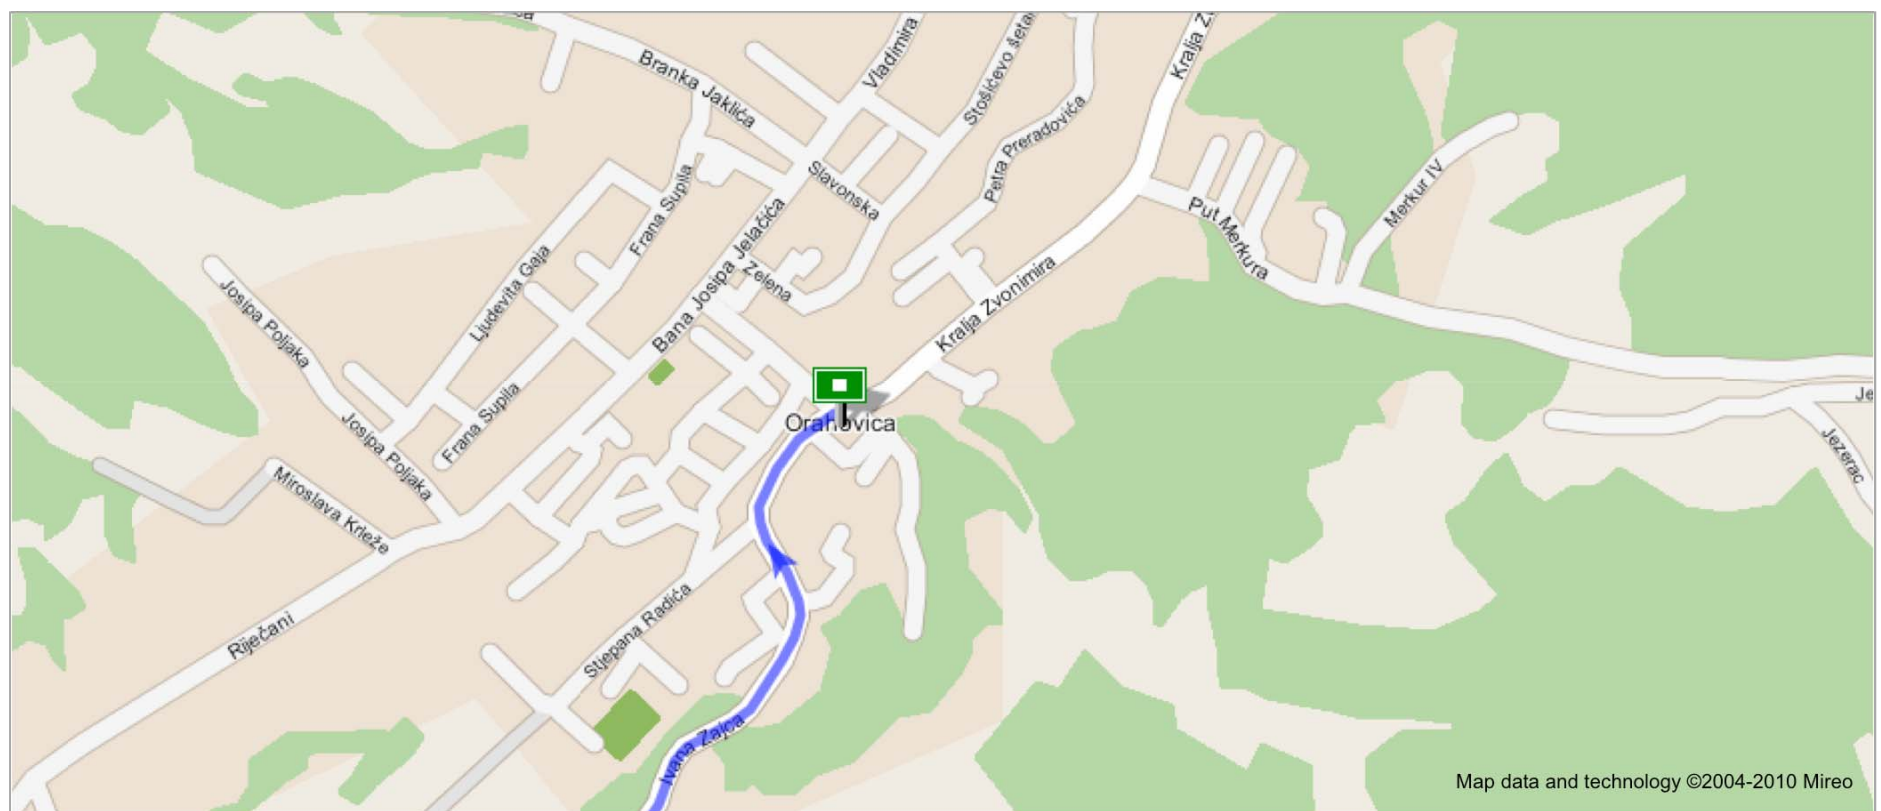 Branka Jaklića
Vladimira
Stošićevo
Kralja
Petra Preradovića
Merkur IV
Slavonska
Frana Supila
Put Merkura
Bana Josipa Jelačića
Zelena
Ljudevita Gaja
Josipa Poljaka
Kralja Zvonimira
Frana Supila
Josipa Poljaka
Orahovica
Jezerac
Miroslava Krleže
Riječani
Stjepana Radića
Ivana Zajca
Map data and technology ©2004-2010 Mireo